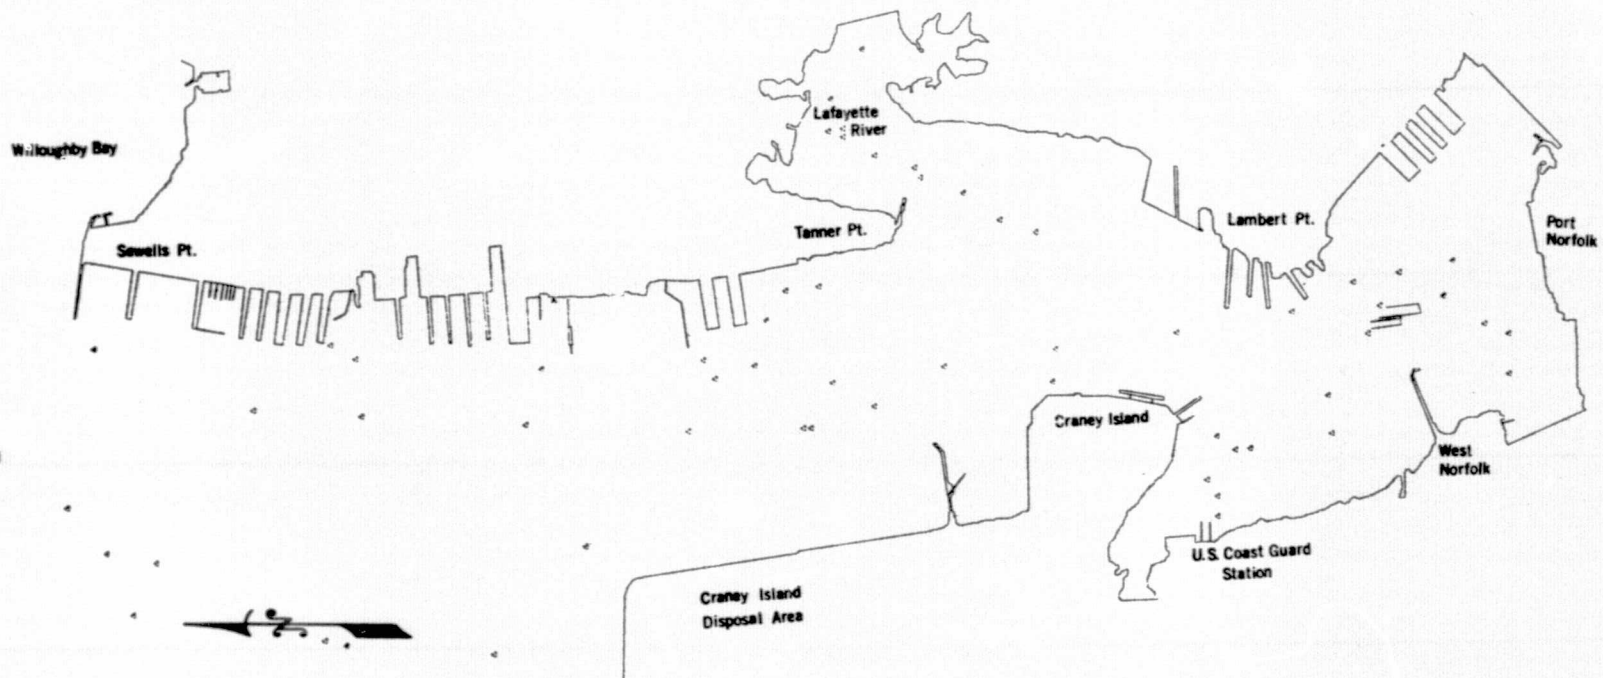 Willoughby Bay
Sewells Pt.
Lafayette
River
Tanner Pt.
Lambert Pt.
Port
Norfolk
Craney Island
West
Norfolk
U.S. Coast Guard
Station
Craney Island
Disposal Area